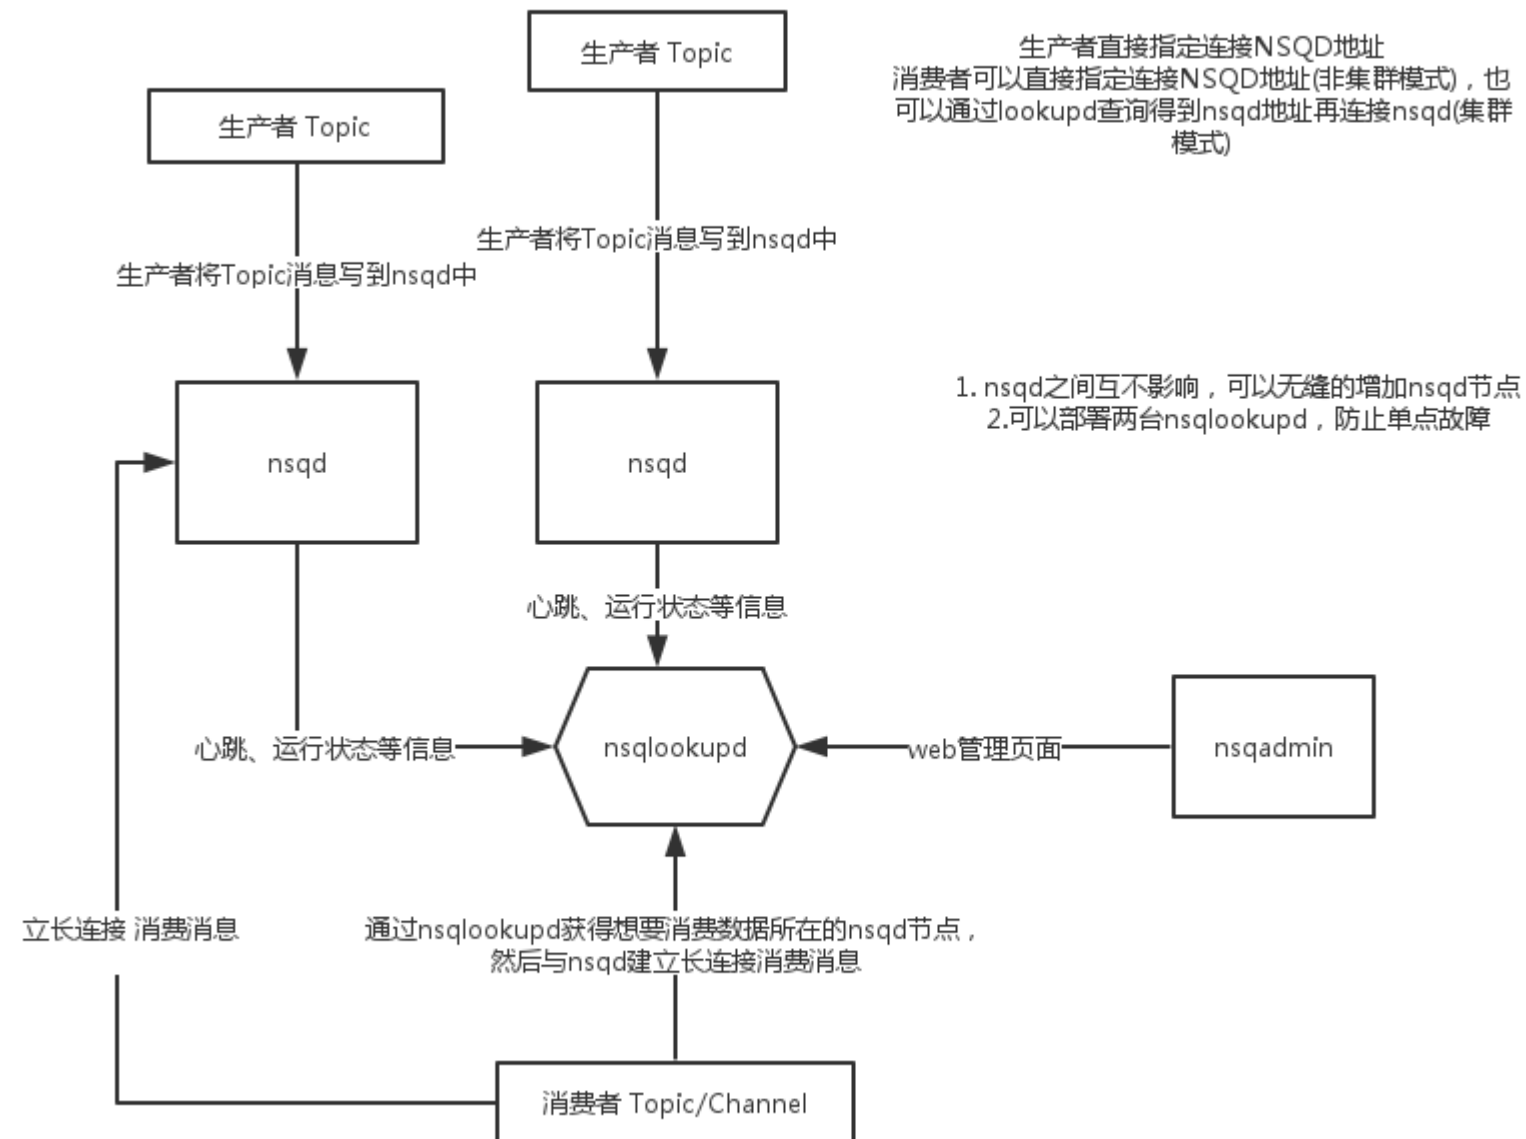 生产者 Topic
生产者直接指定连接NSQD地址
消费者可以直接指定连接NSQD地址(非集群模式)，也
可以通过lookupd查询得到nsqd地址再连接nsqd(集群
模式)
生产者 Topic
生产者将Topic消息写到nsqd中
生产者将Topic消息写到nsqd中
1. nsqd之间互不影响，可以无缝的增加nsqd节点
2.可以部署两台nsqlookupd，防止单点故障
nsqd
nsqd
心跳、运行状态等信息
心跳、运行状态等信息
nsqlookupd
web管理页面
nsqadmin
立长连接 消费消息
通过nsqlookupd获得想要消费数据所在的nsqd节点，
然后与nsqd建立长连接消费消息
消费者 Topic/Channel